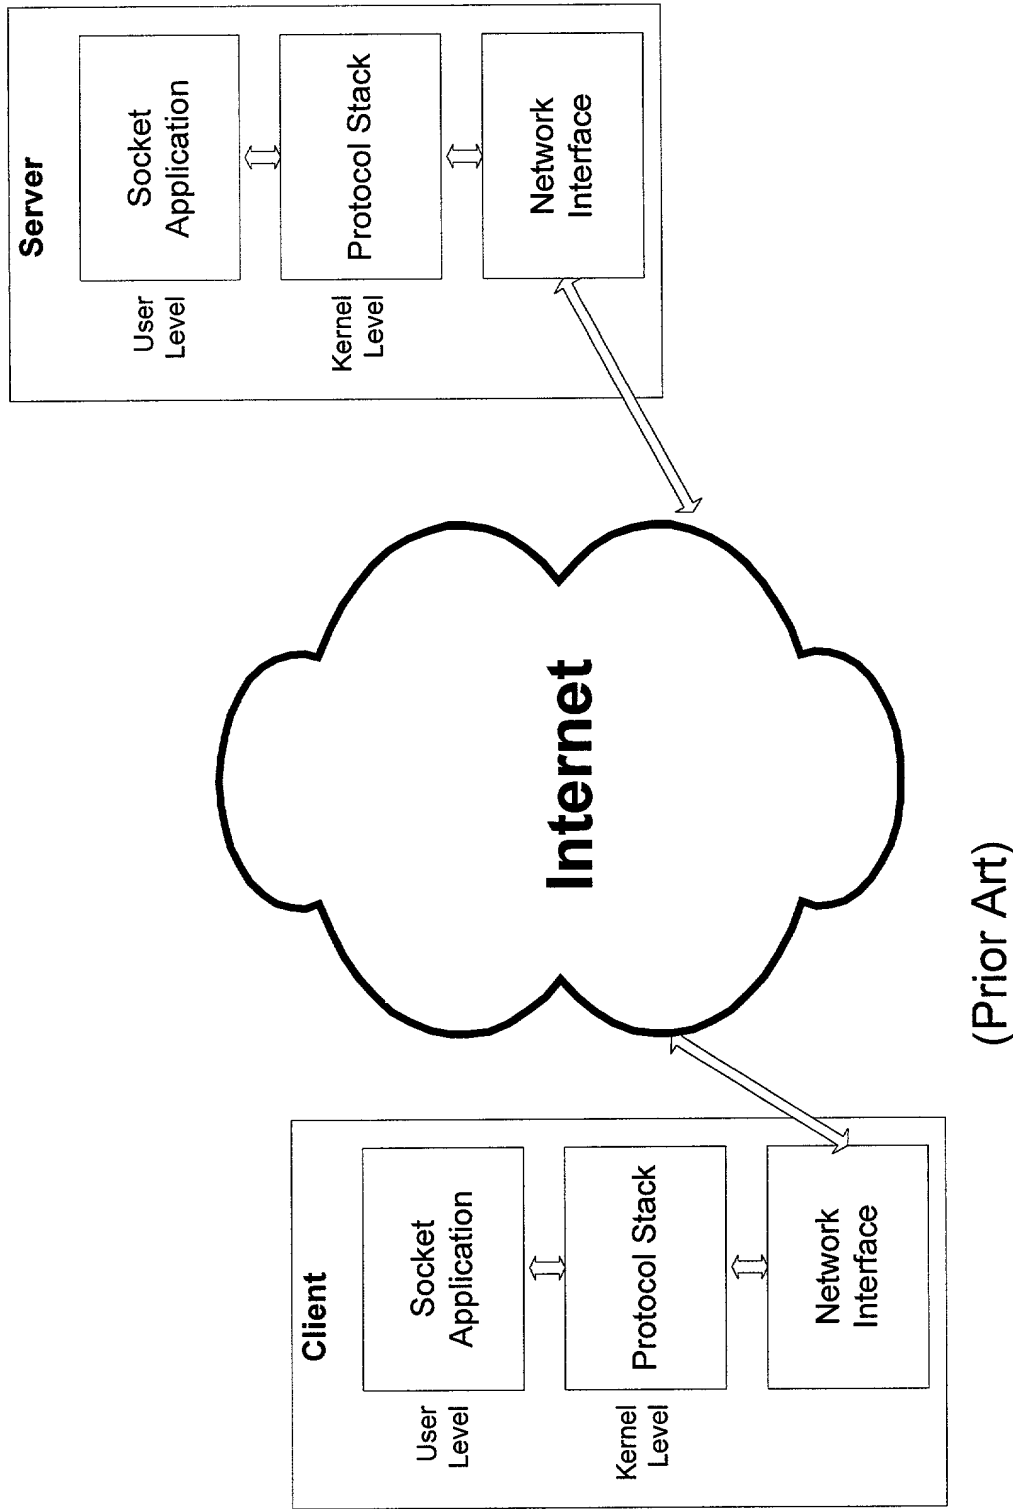 Client
User
Level
Socket
Application
Kernel
Level
Protocol Stack
Network
Interface
Internet
Server
User
Level
Socket
Application
Kernel
Level
Protocol Stack
Network
Interface
(Prior Art)